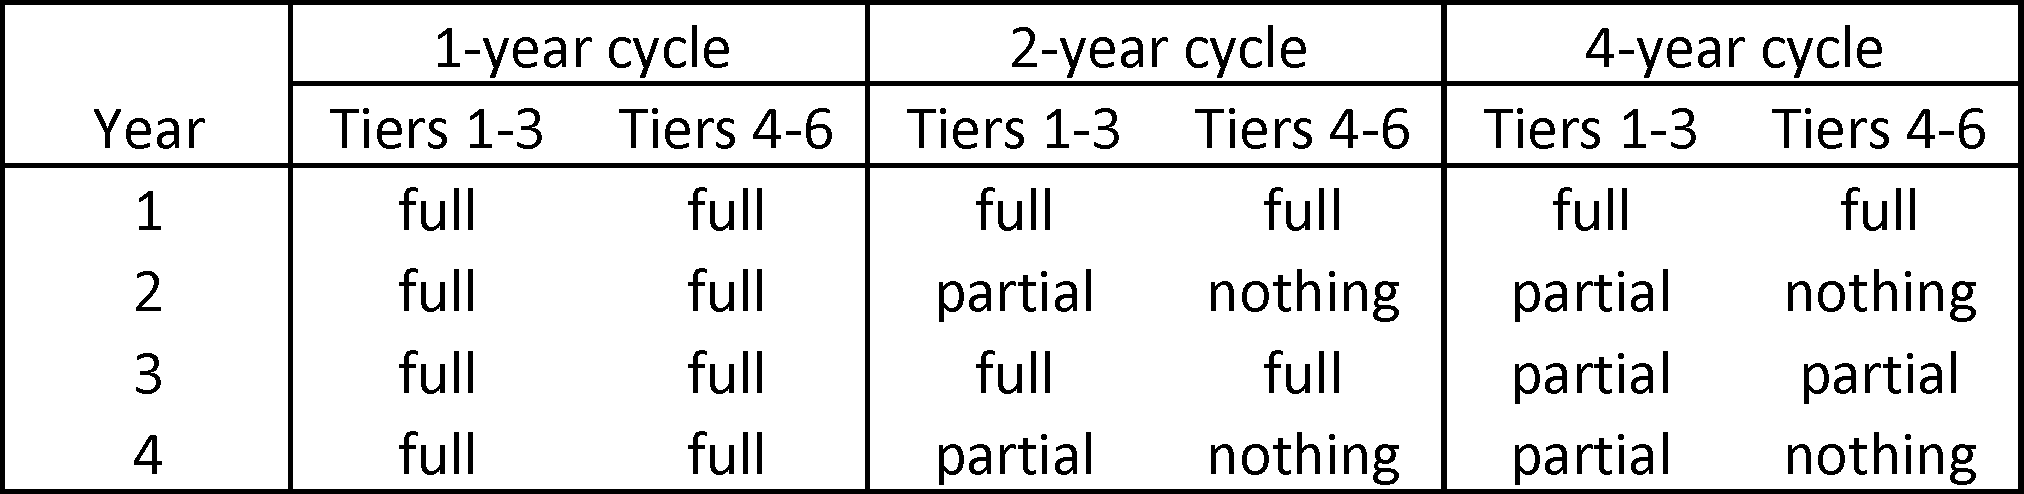 1-year cycle 2-year cycle 4-year cycle
Year Tiers 1-3 Tiers 4-6 Tiers 1-3 Tiers 4-6 Tiers 1-3 Tiers 4-6
1 full full full full full full
2 full full partial nothing partial nothing
3 full full full full partial partial
4 full full partial nothing partial nothing